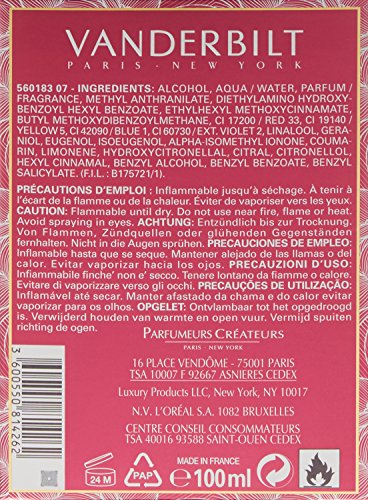 VANDERBILT
PARIS - NEW YORK
560183 07 - INGREDIENTS: ALCOHOL, AQUA / WATER, PARFUM /
FRAGRANCE, METHYL ANTHRANILATE, DIETHYLAMINO HYDROXY-
BENZOYL HEXYL BENZOATE, ETHYLHEXYL METHOXYCINNAMATE,
BUTYL METHOXYDIBENZOYLMETHANE, CI 17200 / RED 33, CI 19140
/ YELLOW 5, CI 42090 / BLUE 1, CI 60730 / EXT. VIOLET 2, LINALOOL, GERA-
NIOL, EUGENOL, ISOEUGENOL, ALPHA-ISOMETHYL IONONE, COUMA-
RIN, LIMONENE, HYDROXYCITRONELLAL, CITRAL, CITRONELLOL,
HEXYL CINNAMAL, BENZYL ALCOHOL, BENZYL BENZOATE, BENZYL
SALICYLATE. (F.I.L. : B175721/1).
PRÉCAUTIONS D'EMPLOI : Inflammable jusqu'à séchage. À tenir à
l'écart de la flamme ou de la chaleur. Éviter de vaporiser vers les yeux.
CAUTION: Flammable until dry. Do not use near fire, flame or heat.
Avoid spraying in eyes. ACHTUNG: Entzündlich bis zur Trocknung.
Von Flammen, Zündquellen oder glühenden Gegenständen
fernhalten. Nicht in die Augen sprühen. PRECAUCIONES DE EMPLEO:
Inflamable hasta que se seque. Mantener alejado de las llamas o del
calor. Evitar vaporizar hacia los ojos. PRECAUZIONI D'USO:
Infiammabile finche' non e' secco. Tenere lontano da fiamme o calore.
Evitare di vaporizzare verso gli occhi. PRECAUÇÕES DE UTILIZAÇÃO:
Inflamável até secar. Manter afastado da chama e do calor evitar
vaporizar para os olhos. OPGELET: Ontvlambaar tot het opgedroogd
is. Verwijderd houden van warmte en open vuur. Vermijd spuiten
richting de ogen.
PARFUMEURS CRÉATEURS
PARIS - NEW YORK
16 PLACE VENDÔME - 75001 PARIS
TSA 10007 F 92667 ASNIERES CEDEX
Luxury Products LLC, New York, NY 10017
N.V. L'ORÉAL S.A. 1082 BRUXELLES
CENTRE CONSEIL CONSOMMATEURS
TSA 40016 93588 SAINT-OUEN CEDEX
3600550816262
24 M
PAP
MADE IN FRANCE
℮ 100 ml